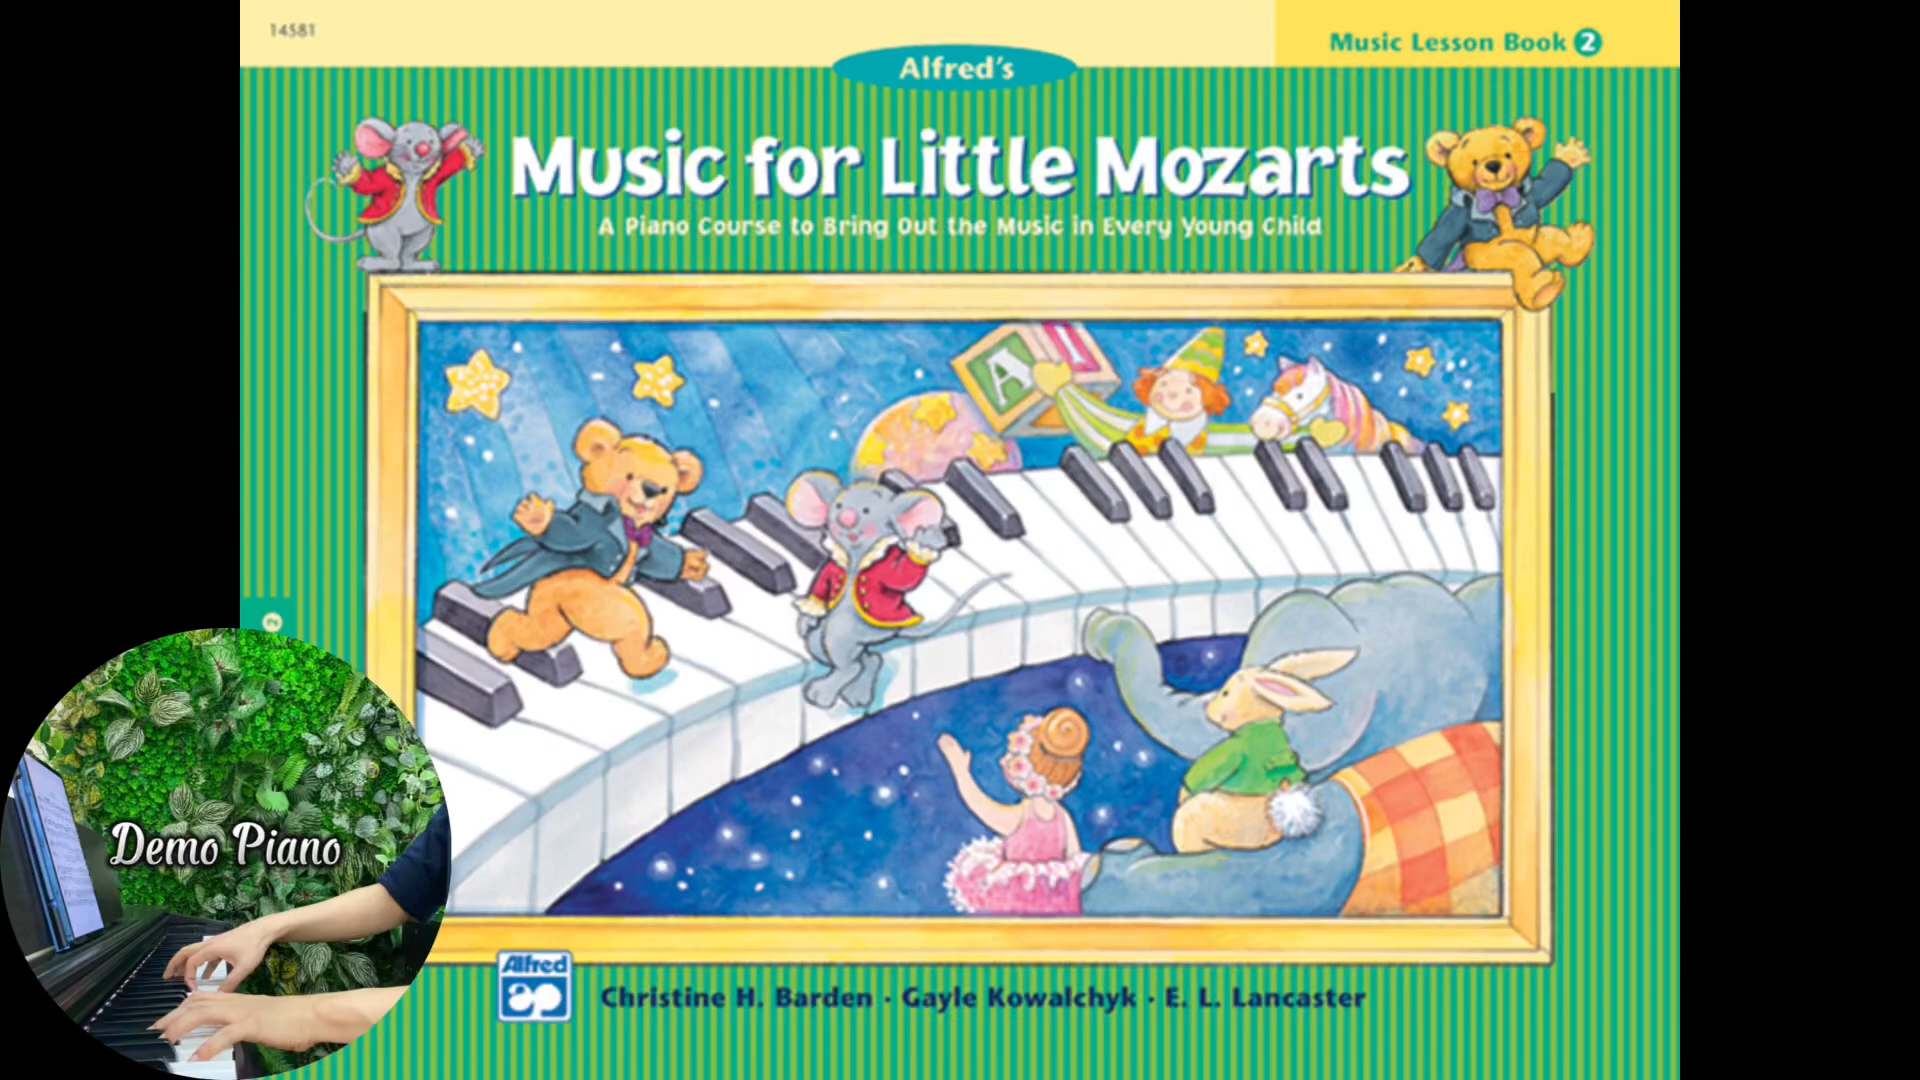 14581
Music Lesson Book 2
Alfred's
Music for Little Mozarts
A Piano Course to Bring Out the Music in Every Young Child
A
2
Demo Piano
Alfred
Christine H. Barden · Gayle Kowalchyk · E. L. Lancaster